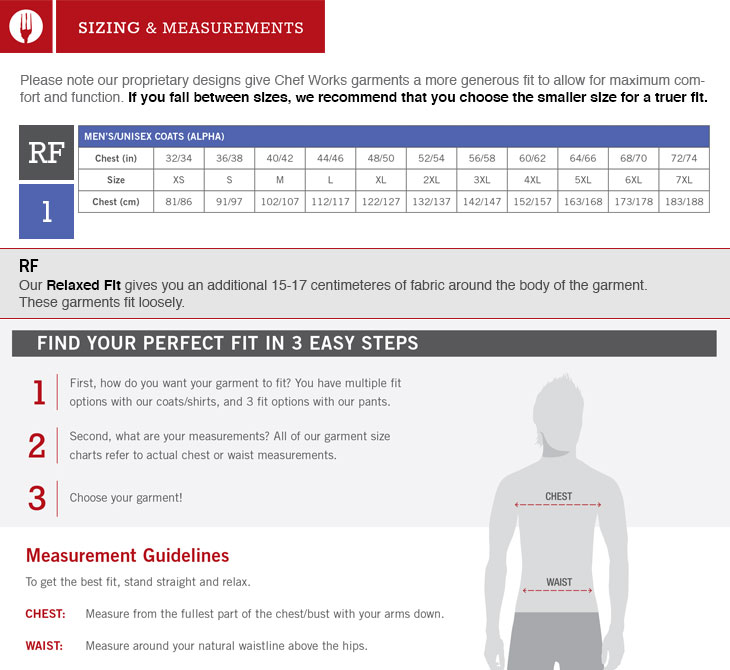 SIZING & MEASUREMENTS
Please note our proprietary designs give Chef Works garments a more generous fit to allow for maximum com-
fort and function. If you fall between sizes, we recommend that you choose the smaller size for a truer fit.
RF
1
MEN'S/UNISEX COATS (ALPHA)
Chest (in) 32/34 36/38 40/42 44/46 48/50 52/54 56/58 60/62 64/66 68/70 72/74
Size XS S M L XL 2XL 3XL 4XL 5XL 6XL 7XL
Chest (cm) 81/86 91/97 102/107 112/117 122/127 132/137 142/147 152/157 163/168 173/178 183/188
RF
Our Relaxed Fit gives you an additional 15-17 centimeteres of fabric around the body of the garment.
These garments fit loosely.
FIND YOUR PERFECT FIT IN 3 EASY STEPS
1
First, how do you want your garment to fit? You have multiple fit
options with our coats/shirts, and 3 fit options with our pants.
2
Second, what are your measurements? All of our garment size
charts refer to actual chest or waist measurements.
3
Choose your garment!
CHEST
WAIST
Measurement Guidelines
To get the best fit, stand straight and relax.
CHEST: Measure from the fullest part of the chest/bust with your arms down.
WAIST: Measure around your natural waistline above the hips.